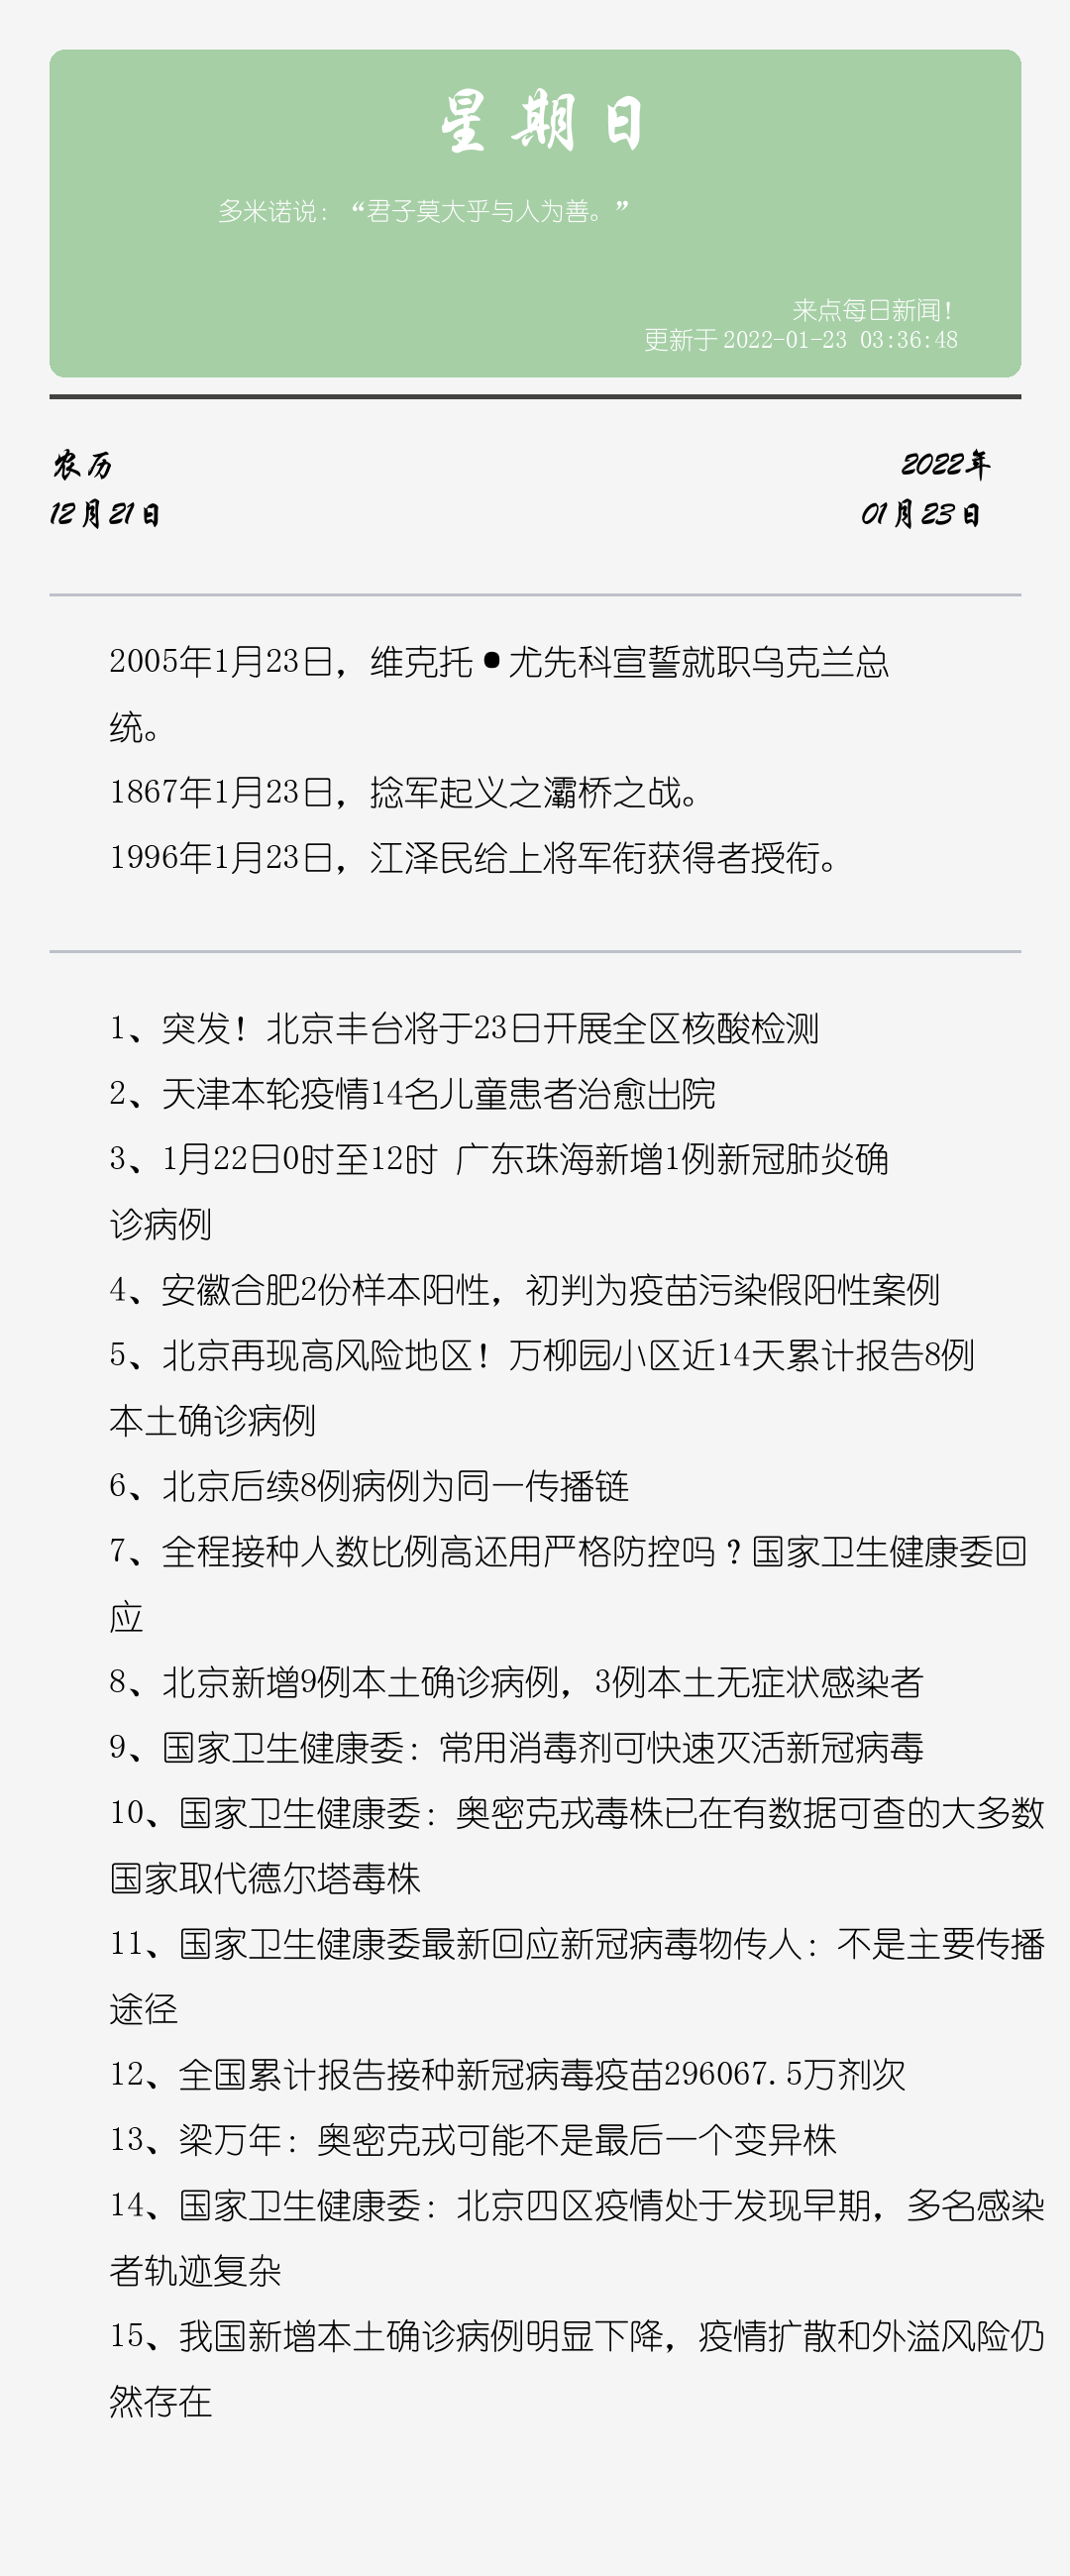 星期日
多米诺说：“君子莫大乎与人为善。”
来点每日新闻！
更新于 2022-01-23 03:36:48
农历
2022年
12月21日
01月23日
2005年1月23日，维克托•尤先科宣誓就职乌克兰总
统。
1867年1月23日，捻军起义之灞桥之战。
1996年1月23日，江泽民给上将军衔获得者授衔。
1、突发！北京丰台将于23日开展全区核酸检测
2、天津本轮疫情14名儿童患者治愈出院
3、1月22日0时至12时 广东珠海新增1例新冠肺炎确
诊病例
4、安徽合肥2份样本阳性，初判为疫苗污染假阳性案例
5、北京再现高风险地区！万柳园小区近14天累计报告8例
本土确诊病例
6、北京后续8例病例为同一传播链
7、全程接种人数比例高还用严格防控吗？国家卫生健康委回
应
8、北京新增9例本土确诊病例，3例本土无症状感染者
9、国家卫生健康委：常用消毒剂可快速灭活新冠病毒
10、国家卫生健康委：奥密克戎毒株已在有数据可查的大多数
国家取代德尔塔毒株
11、国家卫生健康委最新回应新冠病毒物传人：不是主要传播
途径
12、全国累计报告接种新冠病毒疫苗296067.5万剂次
13、梁万年：奥密克戎可能不是最后一个变异株
14、国家卫生健康委：北京四区疫情处于发现早期，多名感染
者轨迹复杂
15、我国新增本土确诊病例明显下降，疫情扩散和外溢风险仍
然存在